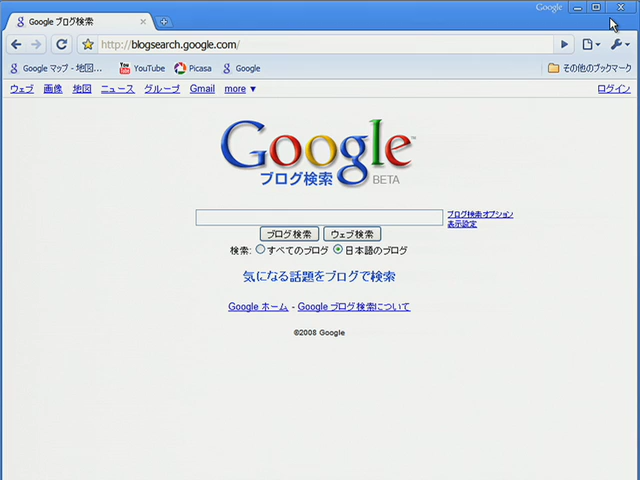 Google
Google ブログ検索
http://blogsearch.google.com/
Google マップ - 地図...
YouTube
Picasa
Google
その他のブックマーク
ウェブ 画像 地図 ニュース グループ Gmail more ▼
ログイン
Google™
ブログ検索 BETA
ブログ検索オプション
表示設定
ブログ検索 ウェブ検索
検索: すべてのブログ 日本語のブログ
気になる話題をブログで検索
Google ホーム - Google ブログ検索について
©2008 Google